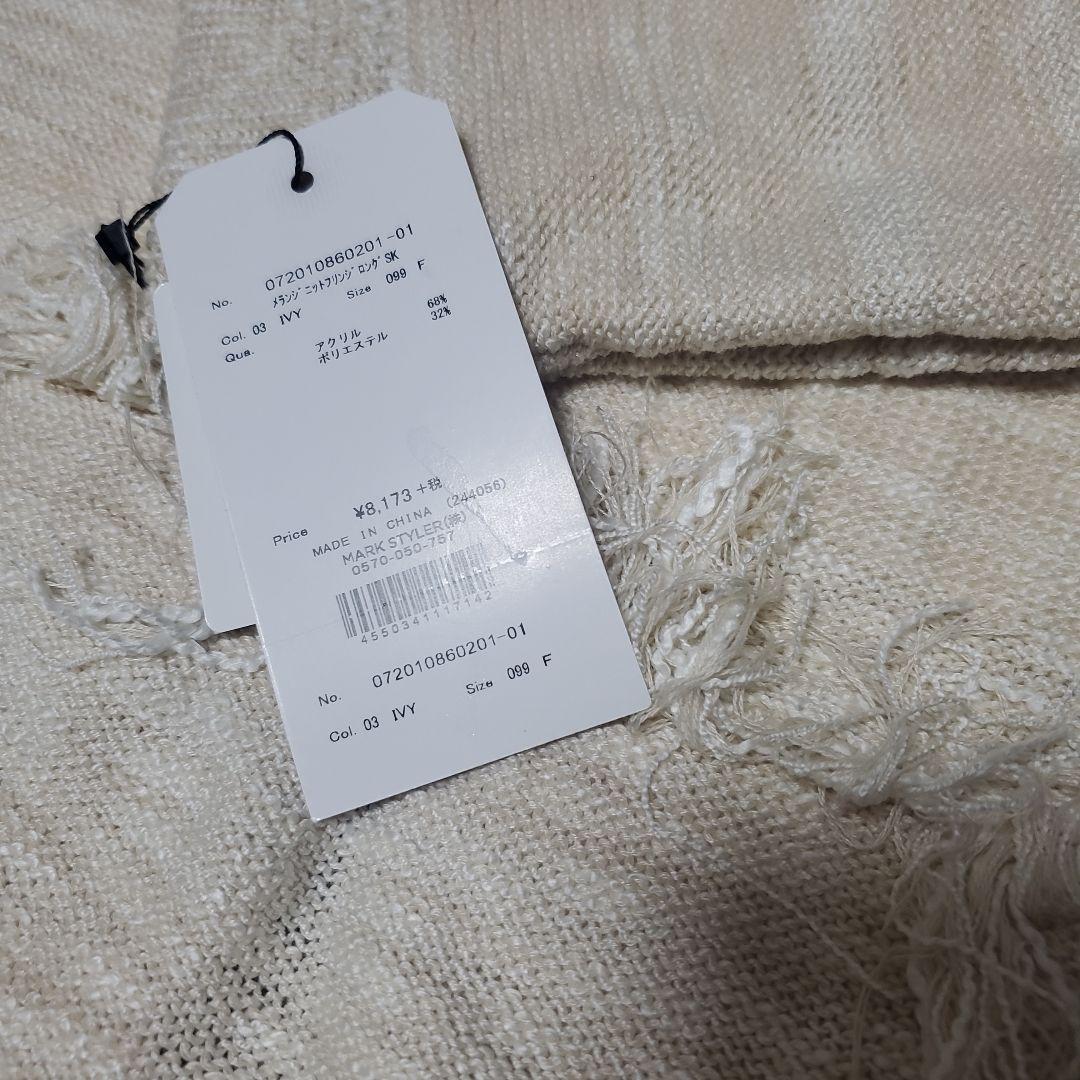 No. 072010860201-01
ﾒﾗﾝｼﾞﾆｯﾄﾌﾘﾝｼﾞﾛﾝｸﾞSK
Col. 03 IVY Size 099 F
Qua. アクリル 68%
ポリエステル 32%
Price ¥8,173 +税
MADE IN CHINA (244056)
MARK STYLER(株)
0570-050-757
4550341117142
No. 072010860201-01
Col. 03 IVY Size 099 F